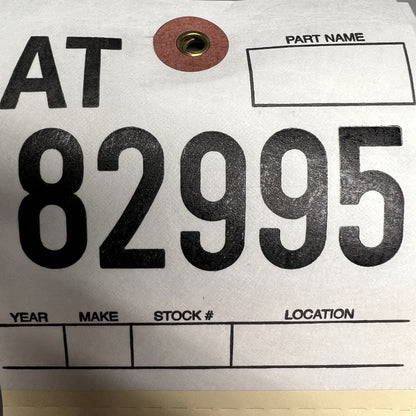 AT
PART NAME
82995
YEAR MAKE STOCK # LOCATION